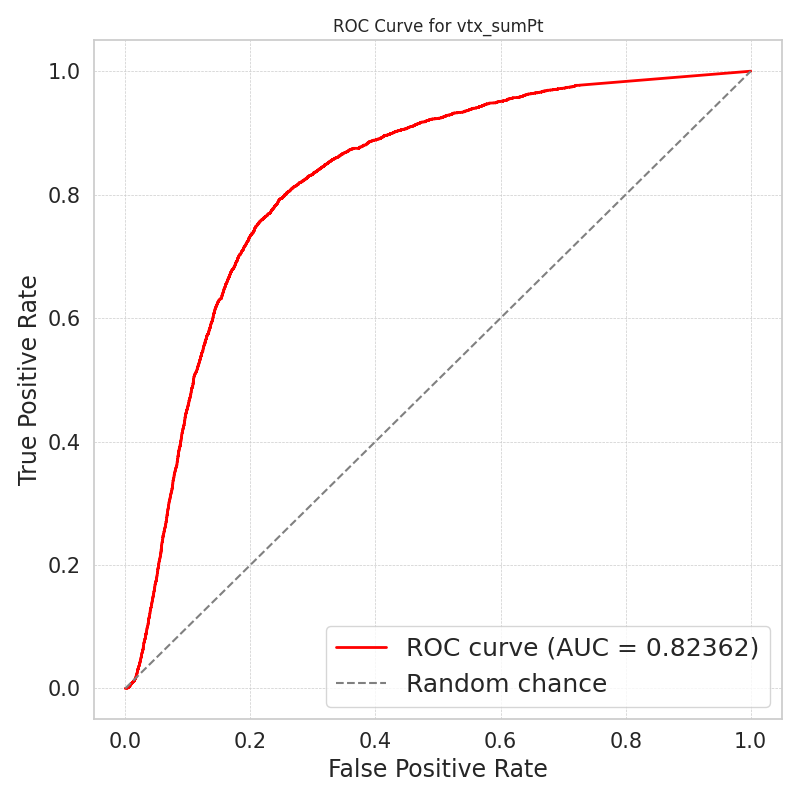 ROC Curve for vtx_sumPt
1.0
0.8
0.6
0.4
0.2
0.0
True Positive Rate
ROC curve (AUC = 0.82362)
Random chance
0.0 0.2 0.4 0.6 0.8 1.0
False Positive Rate